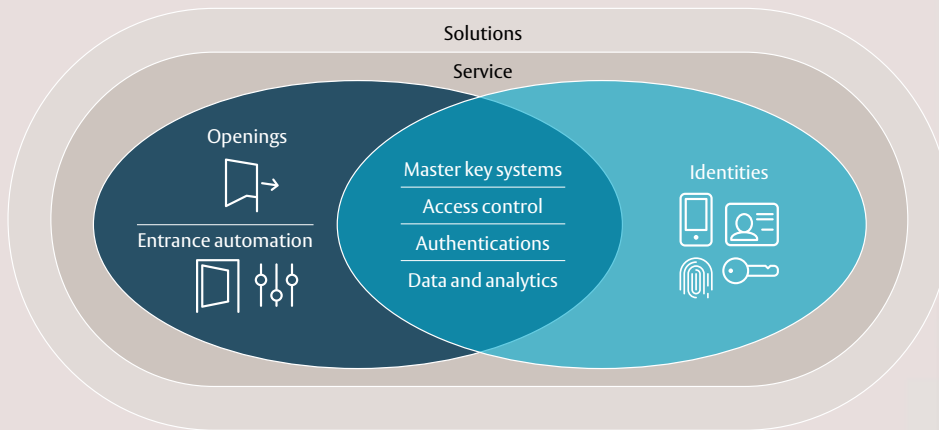 Solutions
Service
Openings
Entrance automation
Master key systems
Access control
Authentications
Data and analytics
Identities